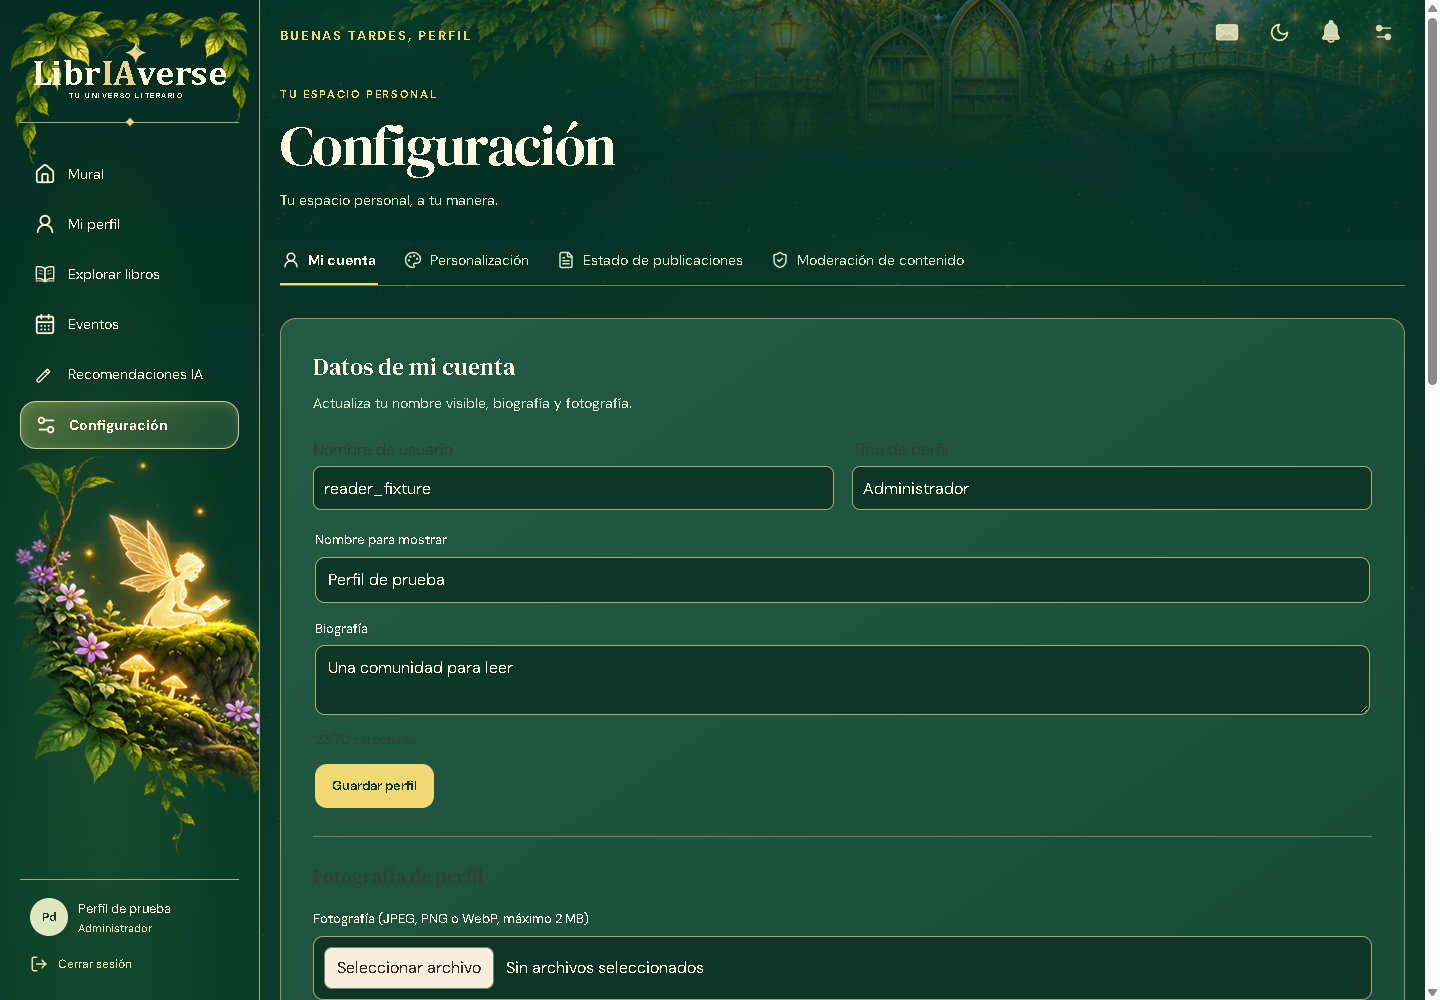 LibrIAverse
TU UNIVERSO LITERARIO
Mural
Mi perfil
Explorar libros
Eventos
Recomendaciones IA
Configuración
Pd
Perfil de prueba
Administrador
Cerrar sesión
BUENAS TARDES, PERFIL
TU ESPACIO PERSONAL
Configuración
Tu espacio personal, a tu manera.
Mi cuenta
Personalización
Estado de publicaciones
Moderación de contenido
Datos de mi cuenta
Actualiza tu nombre visible, biografía y fotografía.
Nombre de usuario
Tipo de perfil
reader_fixture
Administrador
Nombre para mostrar
Perfil de prueba
Biografía
Una comunidad para leer
23/70 caracteres
Guardar perfil
Fotografía de perfil
Fotografía (JPEG, PNG o WebP, máximo 2 MB)
Seleccionar archivo
Sin archivos seleccionados